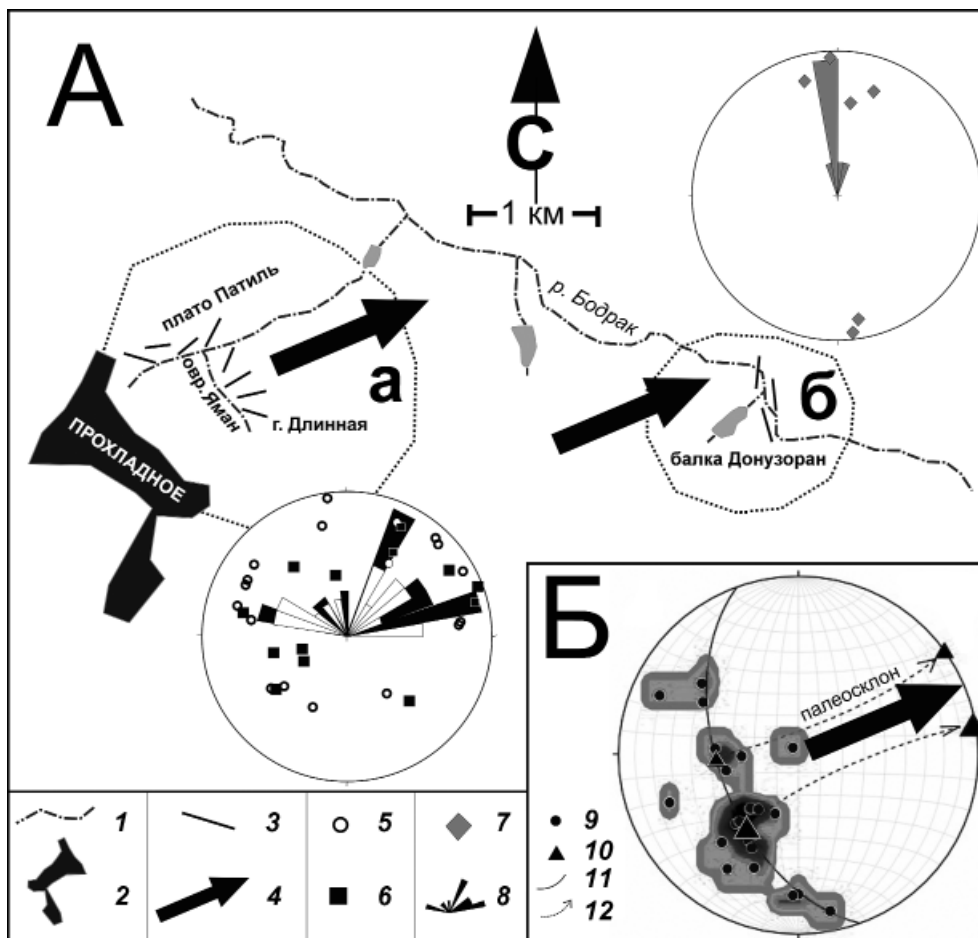 А
С
1 км
плато Патиль
р. Бодрак
овр. Яман
а
б
г. Длинная
балка Донузоран
ПРОХЛАДНОЕ
Б
палеосклон
1
3
5
7
9
10
2
4
6
8
11
12